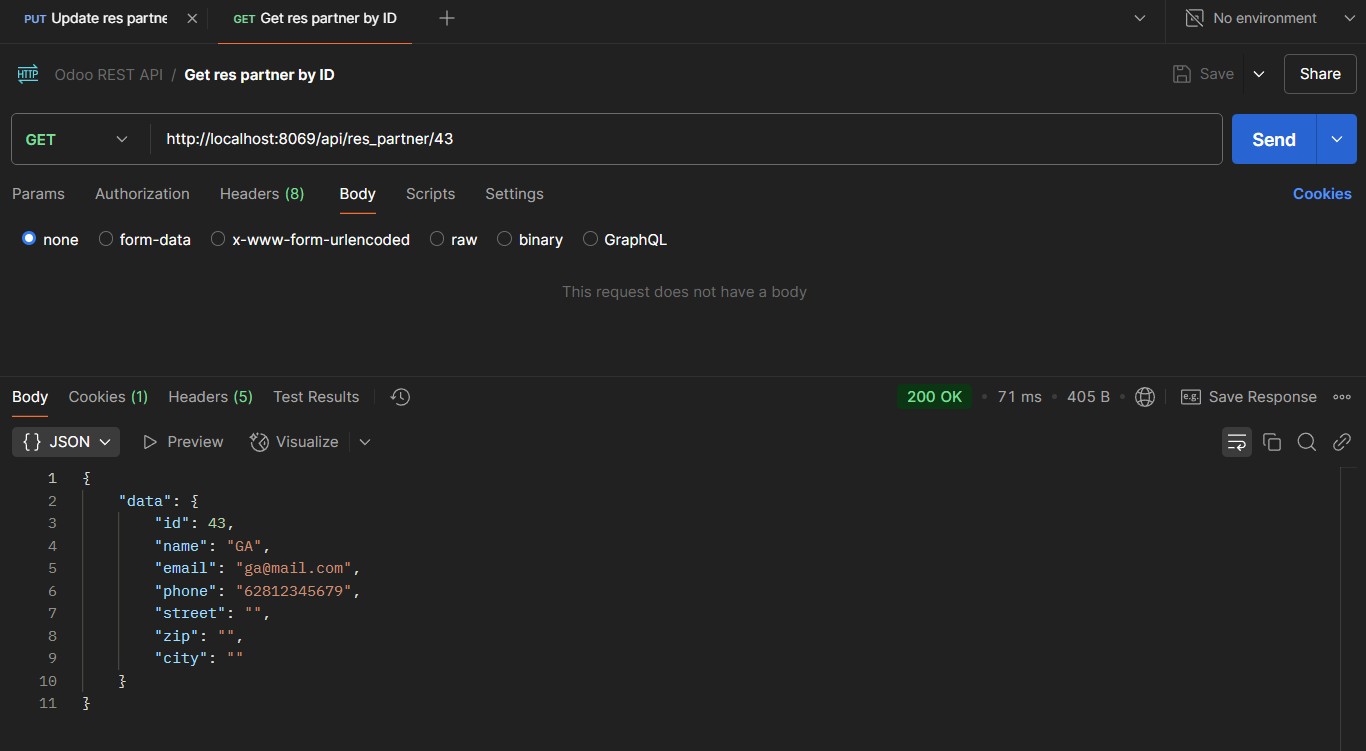 PUT Update res partne GET Get res partner by ID No environment
HTTP Odoo REST API / Get res partner by ID Save Share
GET http://localhost:8069/api/res_partner/43 Send
Params Authorization Headers (8) Body Scripts Settings Cookies
none form-data x-www-form-urlencoded raw binary GraphQL
This request does not have a body
Body Cookies (1) Headers (5) Test Results 200 OK • 71 ms • 405 B • e.g. Save Response
{} JSON Preview Visualize
1 {
2 "data": {
3 "id": 43,
4 "name": "GA",
5 "email": "ga@mail.com",
6 "phone": "62812345679",
7 "street": "",
8 "zip": "",
9 "city": ""
10 }
11 }